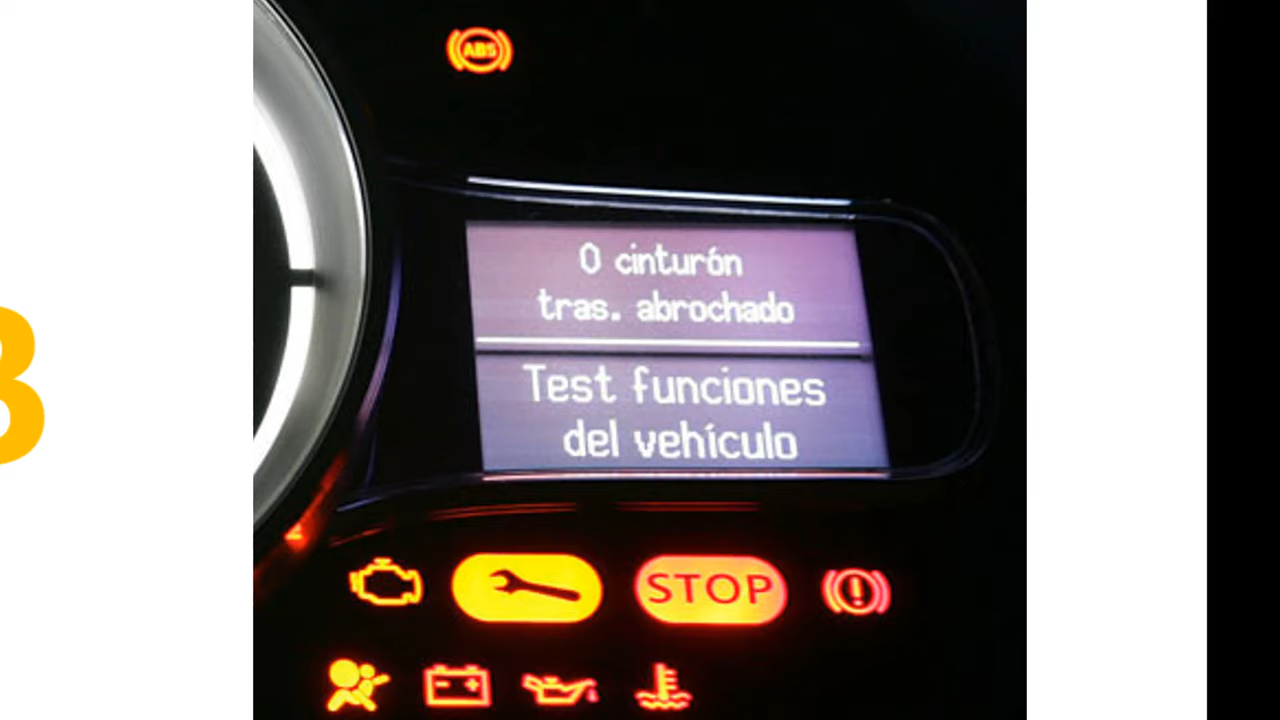 ABS
0 cinturón
tras. abrochado
Test funciones
del vehículo
STOP